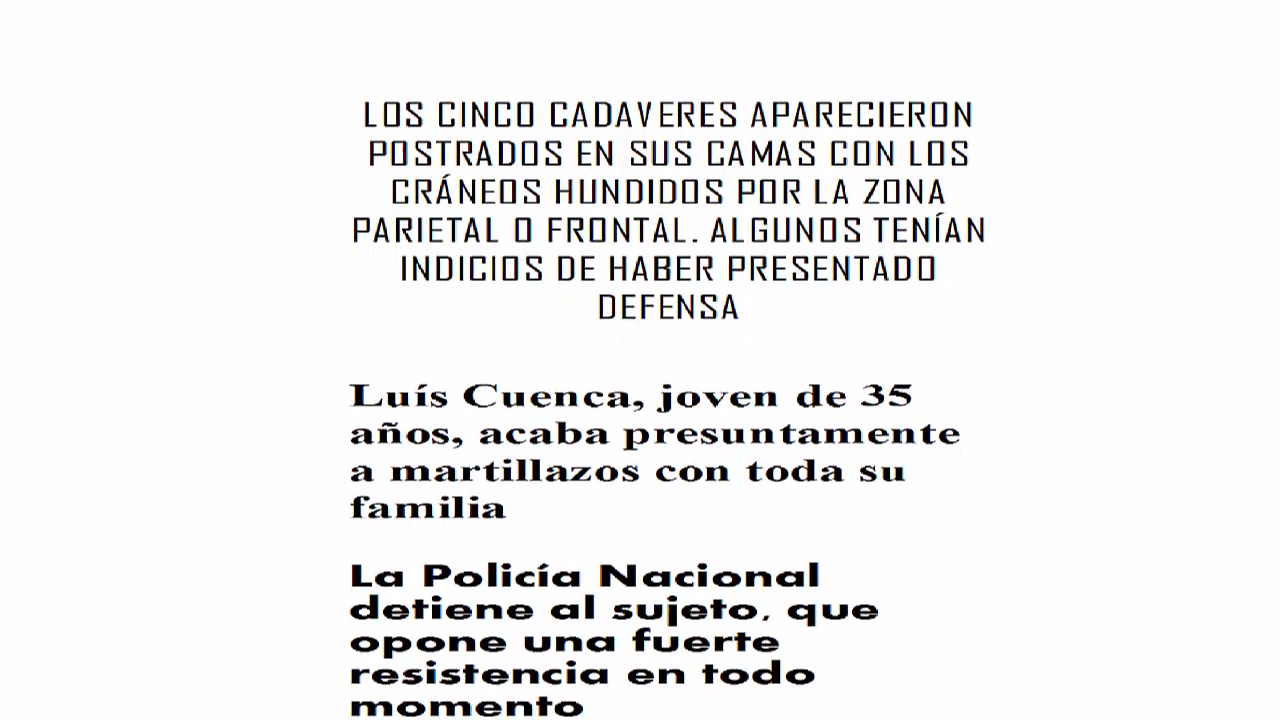 LOS CINCO CADAVERES APARECIERON
POSTRADOS EN SUS CAMAS CON LOS
CRÁNEOS HUNDIDOS POR LA ZONA
PARIETAL O FRONTAL. ALGUNOS TENÍAN
INDICIOS DE HABER PRESENTADO
DEFENSA
Luís Cuenca, joven de 35
años, acaba presuntamente
a martillazos con toda su
familia
La Policía Nacional
detiene al sujeto, que
opone una fuerte
resistencia en todo
momento